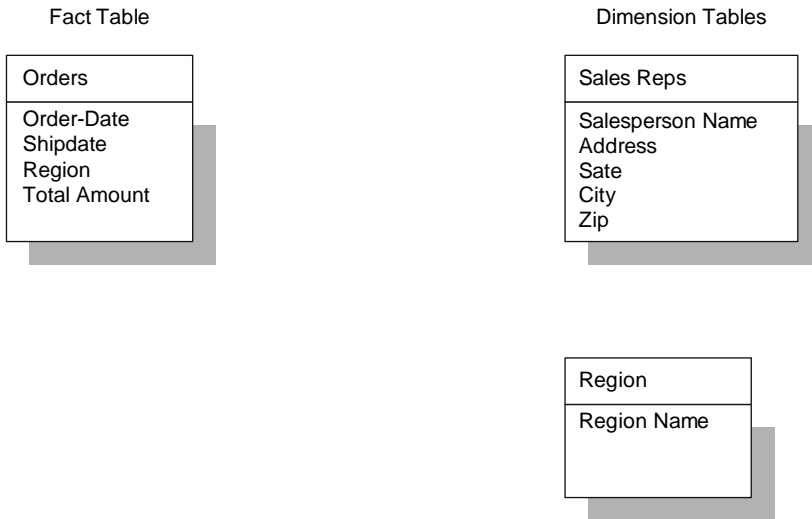 Fact Table
Dimension Tables
Orders
Order-Date
Shipdate
Region
Total Amount
Sales Reps
Salesperson Name
Address
Sate
City
Zip
Region
Region Name